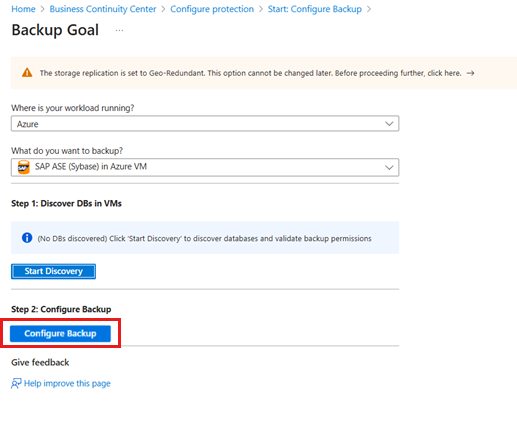 Home > Business Continuity Center > Configure protection > Start: Configure Backup >
Backup Goal ...
The storage replication is set to Geo-Redundant. This option cannot be changed later. Before proceeding further, click here. →
Where is your workload running?
Azure
What do you want to backup?
SAP SAP ASE (Sybase) in Azure VM
Step 1: Discover DBs in VMs
(No DBs discovered) Click 'Start Discovery' to discover databases and validate backup permissions
Start Discovery
Step 2: Configure Backup
Configure Backup
Give feedback
Help improve this page